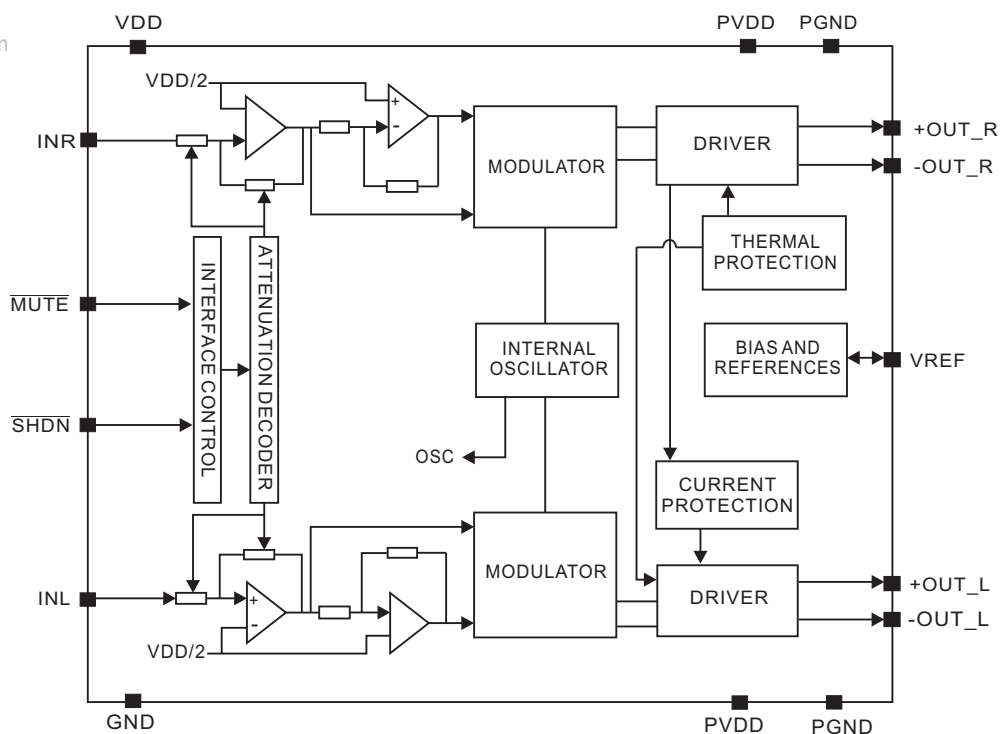 VDD PVDD PGND
m
VDD/2
+
-
INR
MODULATOR
DRIVER
+OUT_R
-OUT_R
THERMAL
PROTECTION
MUTE
INTERFACE CONTROL
ATTENUATION DECODER
INTERNAL
OSCILLATOR
BIAS AND
REFERENCES
VREF
SHDN
OSC
CURRENT
PROTECTION
MODULATOR
INL
+
-
DRIVER
+OUT_L
-OUT_L
VDD/2
GND PVDD PGND